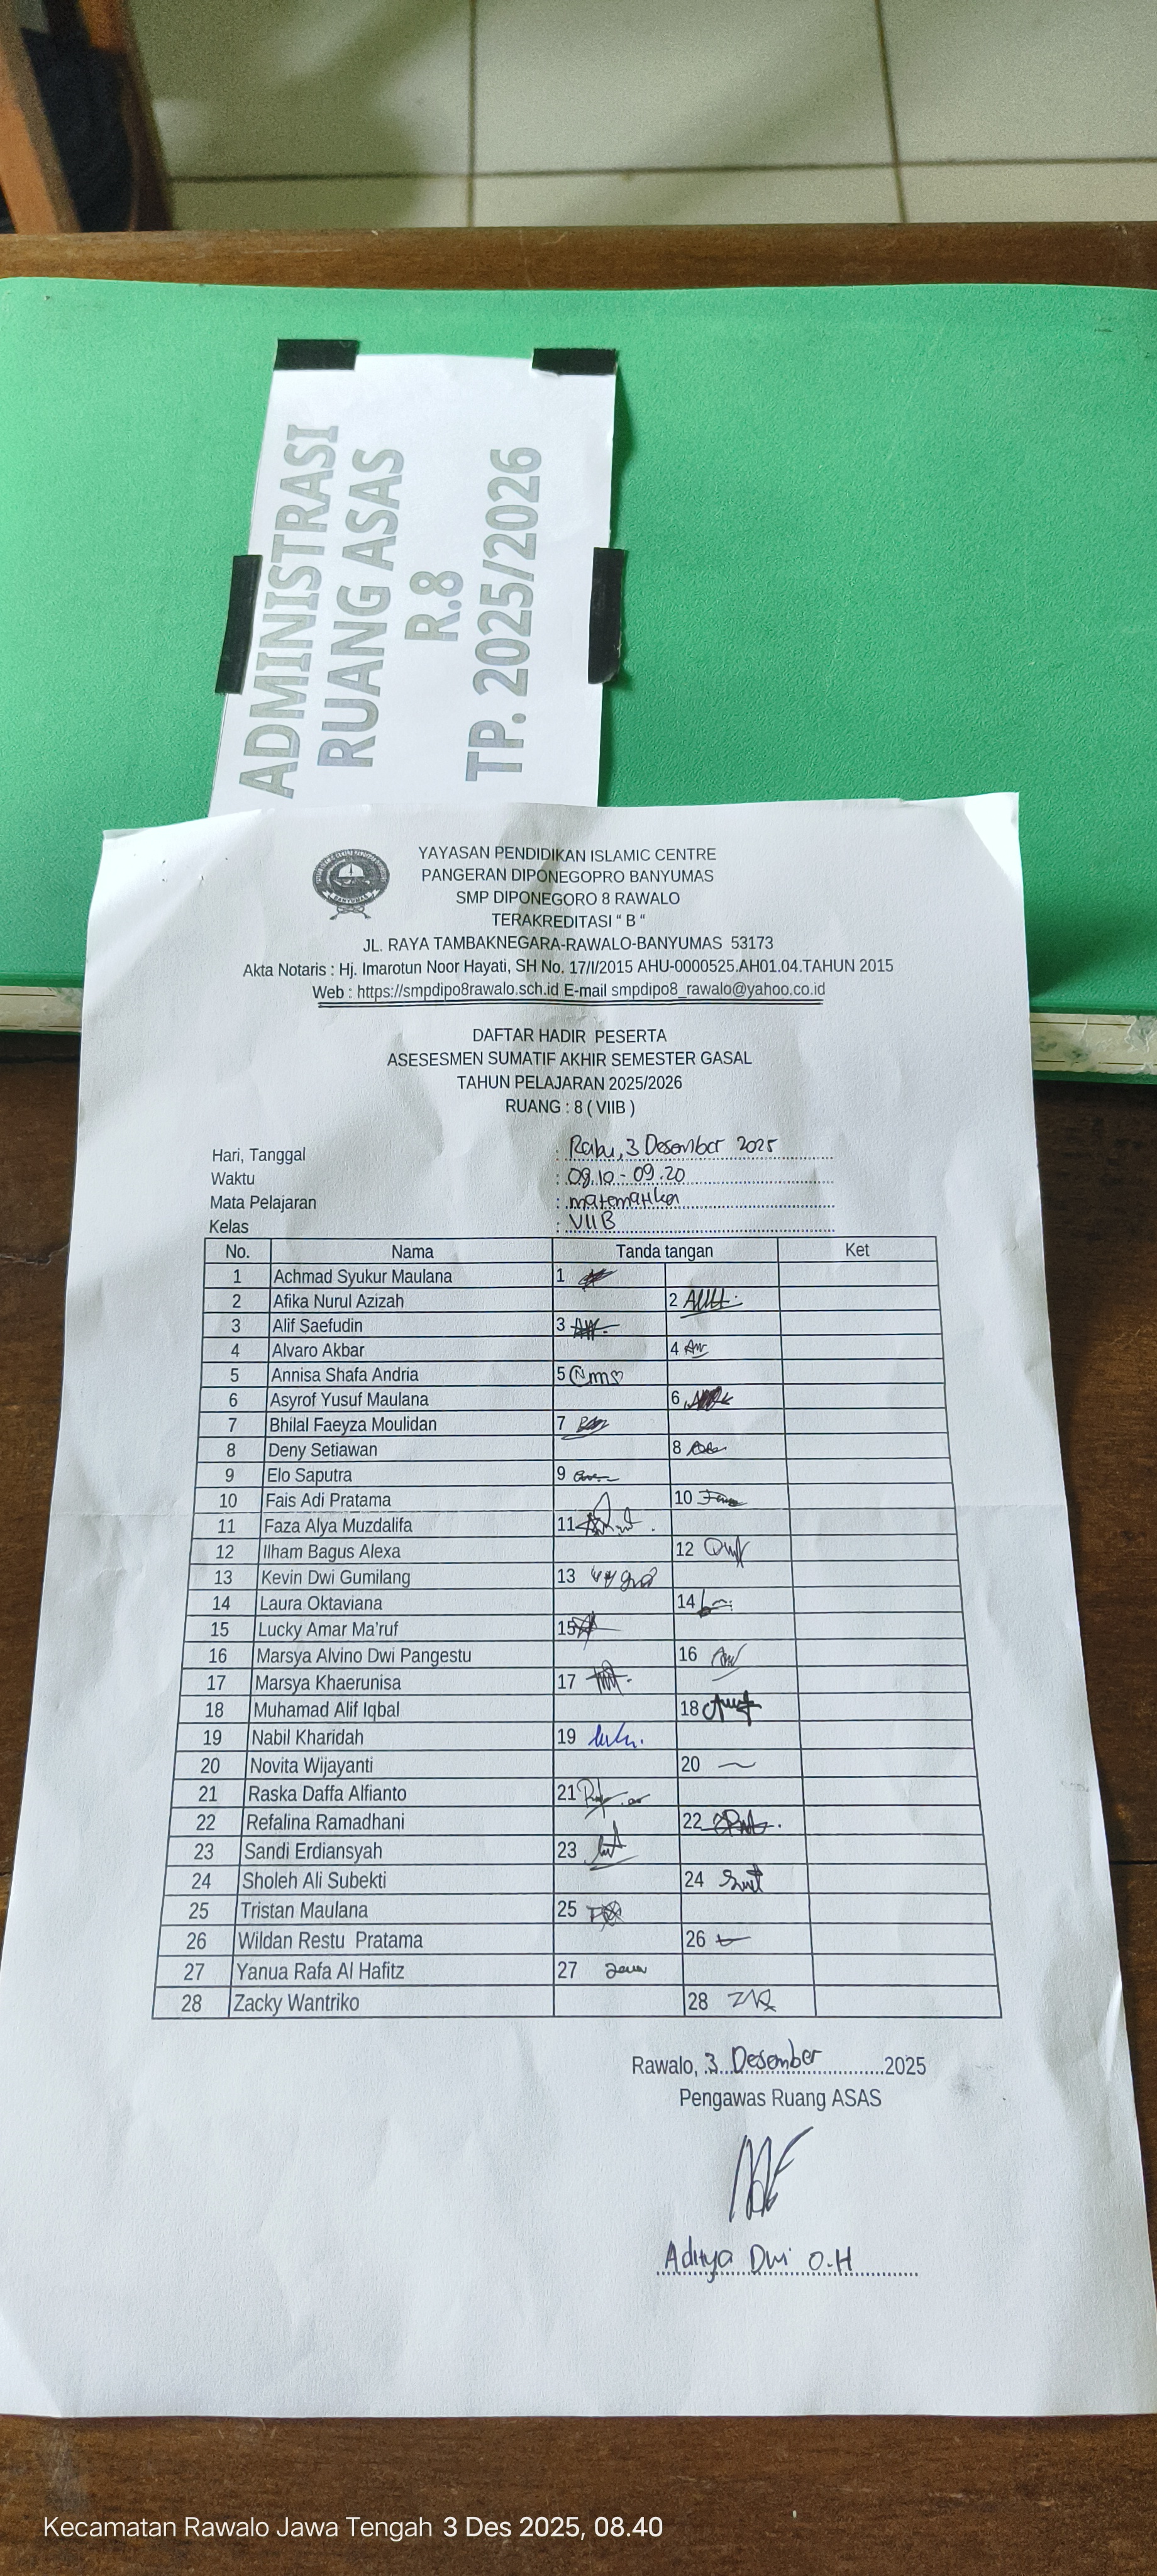 ADMINISTRASI
RUANG ASAS
R.8
TP. 2025/2026
YAYASAN PENDIDIKAN ISLAMIC CENTRE
PANGERAN DIPONEGOPRO BANYUMAS
SMP DIPONEGORO 8 RAWALO
TERAKREDITASI “ B “
JL. RAYA TAMBAKNEGARA-RAWALO-BANYUMAS 53173
Akta Notaris : Hj. Imarotun Noor Hayati, SH No. 17/I/2015 AHU-0000525.AH01.04.TAHUN 2015
Web : https://smpdipo8rawalo.sch.id E-mail smpdipo8_rawalo@yahoo.co.id
DAFTAR HADIR PESERTA
ASESESMEN SUMATIF AKHIR SEMESTER GASAL
TAHUN PELAJARAN 2025/2026
RUANG : 8 ( VIIB )
Hari, Tanggal : Rabu, 3 Desember 2025
Waktu : 08.10 - 09.20
Mata Pelajaran : matematika
Kelas : VII B
No. Nama Tanda tangan Ket
1 Achmad Syukur Maulana 1
2 Afika Nurul Azizah 2
3 Alif Saefudin 3
4 Alvaro Akbar 4
5 Annisa Shafa Andria 5
6 Asyrof Yusuf Maulana 6
7 Bhilal Faeyza Moulidan 7
8 Deny Setiawan 8
9 Elo Saputra 9
10 Fais Adi Pratama 10
11 Faza Alya Muzdalifa 11
12 Ilham Bagus Alexa 12
13 Kevin Dwi Gumilang 13
14 Laura Oktaviana 14
15 Lucky Amar Ma'ruf 15
16 Marsya Alvino Dwi Pangestu 16
17 Marsya Khaerunisa 17
18 Muhamad Alif Iqbal 18
19 Nabil Kharidah 19
20 Novita Wijayanti 20
21 Raska Daffa Alfianto 21
22 Refalina Ramadhani 22
23 Sandi Erdiansyah 23
24 Sholeh Ali Subekti 24
25 Tristan Maulana 25
26 Wildan Restu Pratama 26
27 Yanua Rafa Al Hafitz 27
28 Zacky Wantriko 28
Rawalo, 3 Desember 2025
Pengawas Ruang ASAS
Aditya Dwi O.H
Kecamatan Rawalo Jawa Tengah 3 Des 2025, 08.40